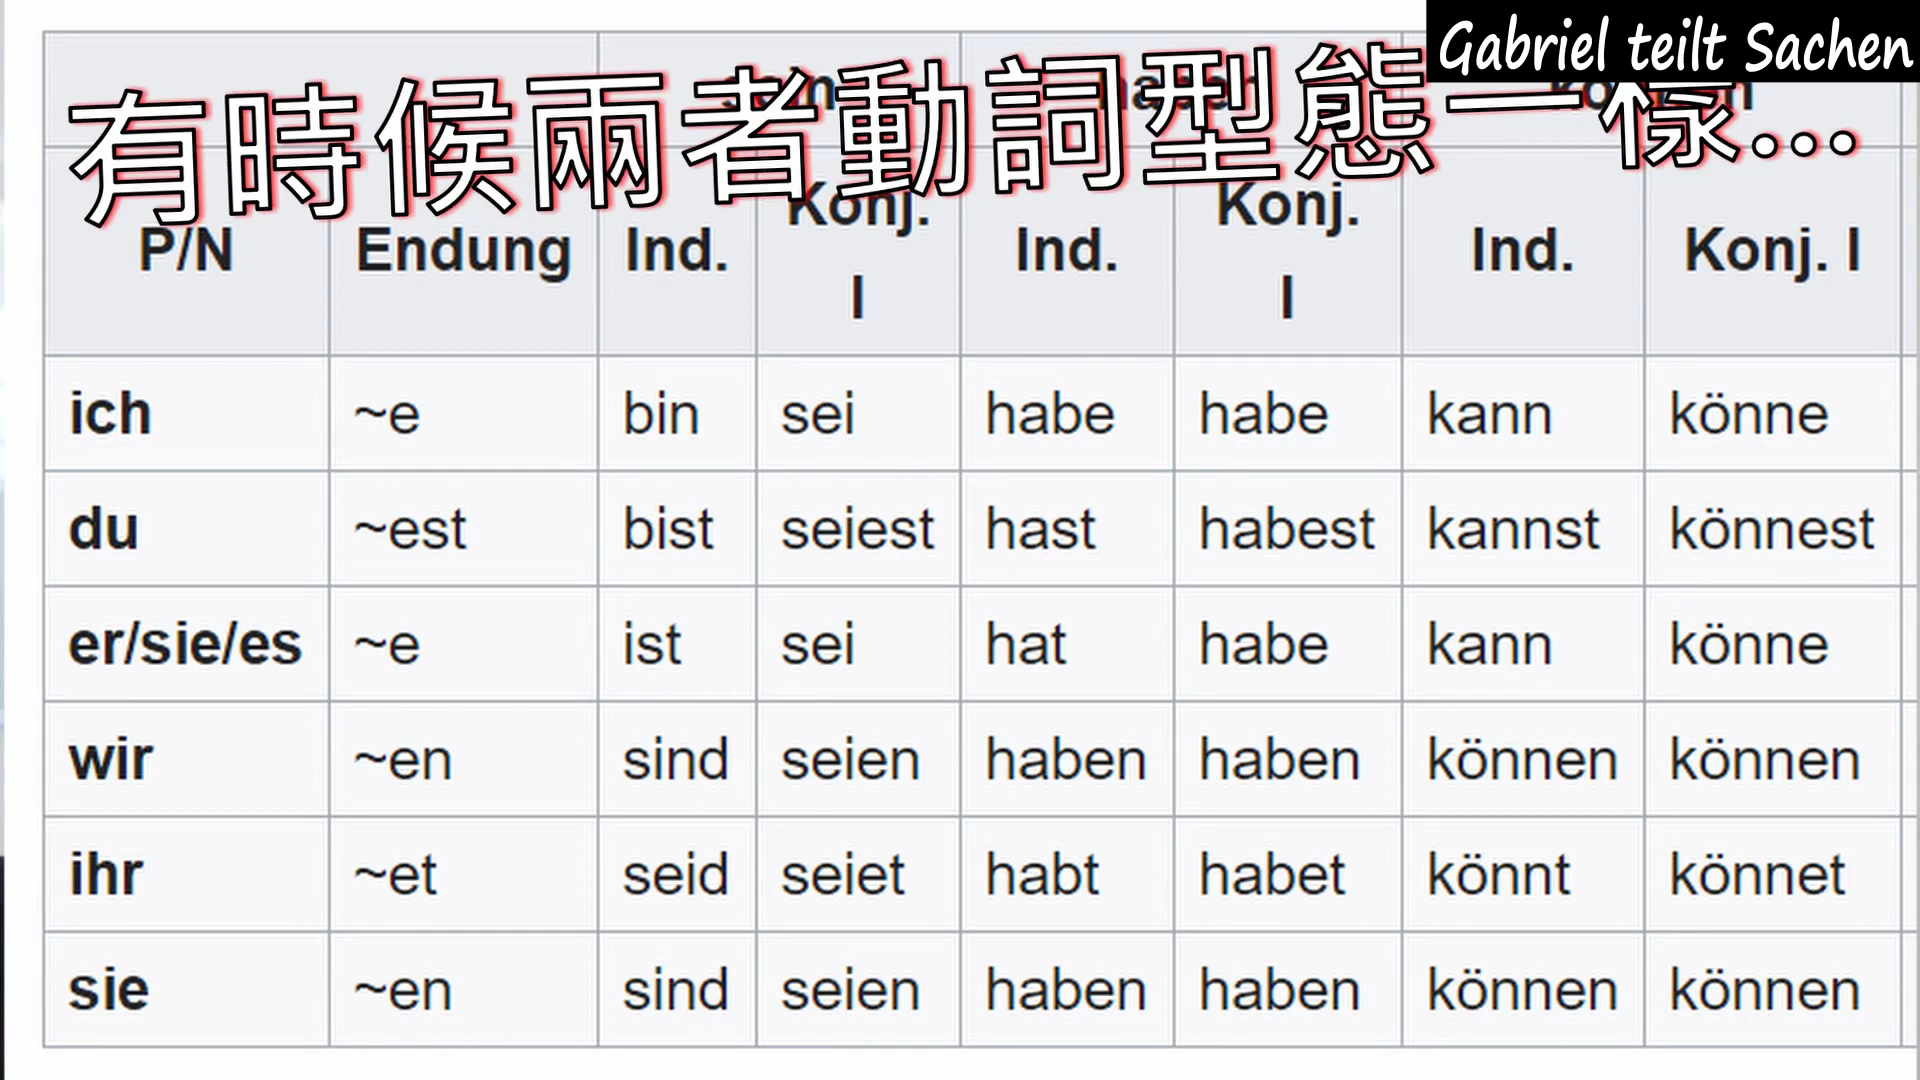 Gabriel teilt Sachen
有時候兩者動詞型態一樣...
P/N Endung Ind. Konj. I Ind. Konj. I Ind. Konj. I
ich ~e bin sei habe habe kann könne
du ~est bist seiest hast habest kannst könnest
er/sie/es ~e ist sei hat habe kann könne
wir ~en sind seien haben haben können können
ihr ~et seid seiet habt habet könnt könnet
sie ~en sind seien haben haben können können